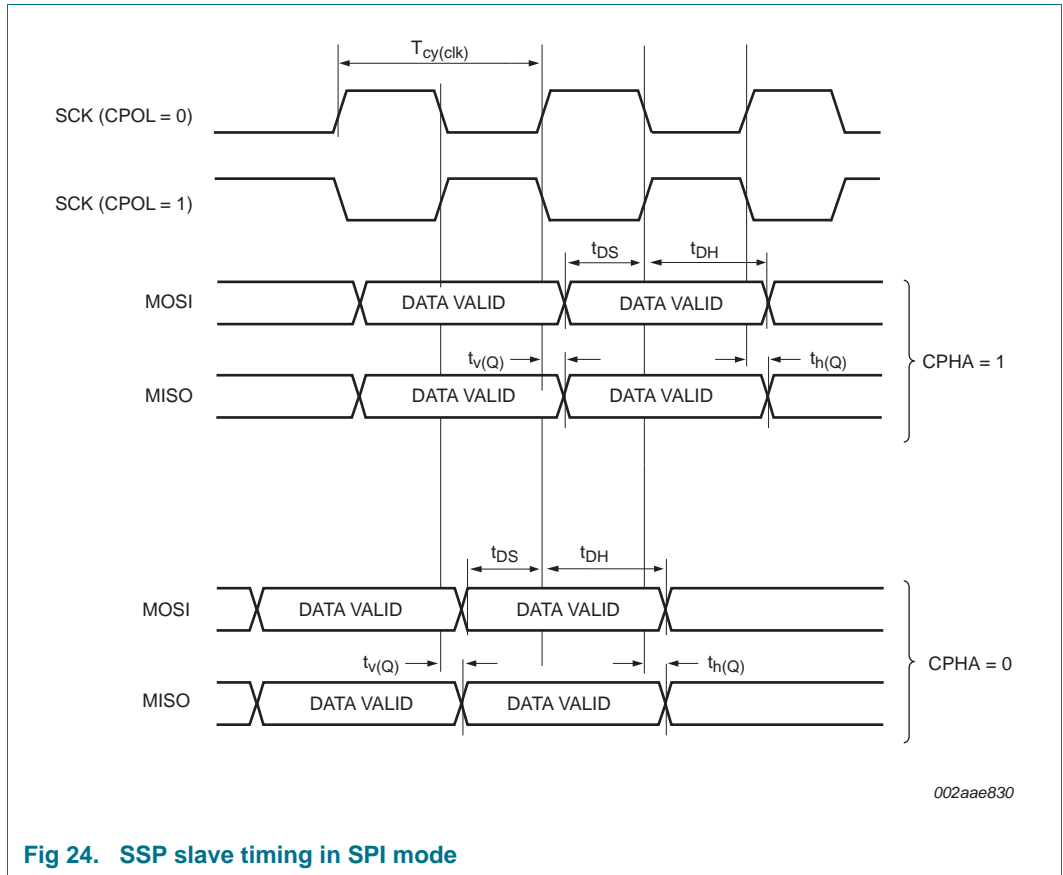 Tcy(clk)
SCK (CPOL = 0)
SCK (CPOL = 1)
tDS tDH
MOSI DATA VALID DATA VALID
tv(Q) th(Q) CPHA = 1
MISO DATA VALID DATA VALID
tDS tDH
MOSI DATA VALID DATA VALID
tv(Q) th(Q) CPHA = 0
MISO DATA VALID DATA VALID
002aae830
Fig 24. SSP slave timing in SPI mode